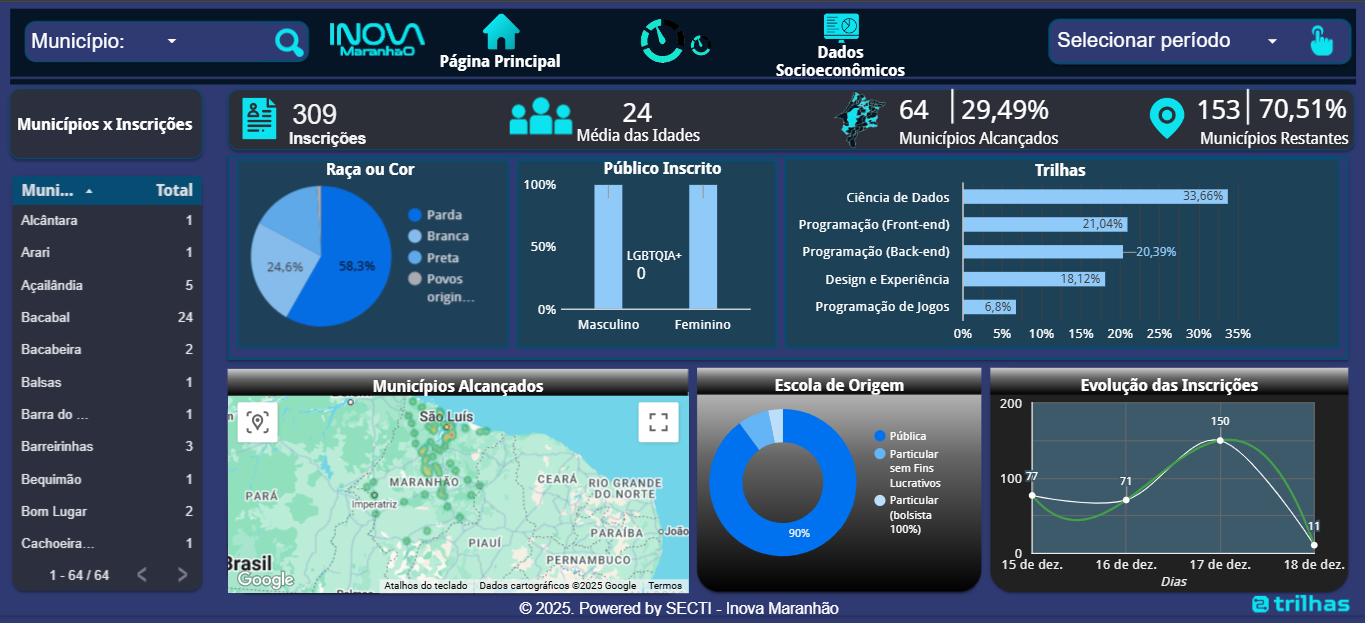 Município:
INOVA
Maranhão
Página Principal
Dados
Socioeconômicos
Selecionar período
Municípios x Inscrições
309
Inscrições
24
Média das Idades
64
29,49%
Municípios Alcançados
153
70,51%
Municípios Restantes
Muni... Total
Alcântara 1
Arari 1
Açailândia 5
Bacabal 24
Bacabeira 2
Balsas 1
Barra do ... 1
Barreirinhas 3
Bequimão 1
Bom Lugar 2
Cachoeira... 1
1 - 64 / 64
Raça ou Cor
58,3%
24,6%
Parda
Branca
Preta
Povos
origin...
Público Inscrito
100%
50%
0%
LGBTQIA+
0
Masculino
Feminino
Trilhas
Ciência de Dados 33,66%
Programação (Front-end) 21,04%
Programação (Back-end) 20,39%
Design e Experiência 18,12%
Programação de Jogos 6,8%
0% 5% 10% 15% 20% 25% 30% 35%
Municípios Alcançados
São Luís
MARANHÃO
CEARÁ
RIO GRANDE
DO NORTE
PARÁ
Imperatriz
PARAÍBA
João
PIAUÍ
PERNAMBUCO
Brasil
Google
Palmas
Atalhos do teclado
Dados cartográficos ©2025 Google
Termos
Escola de Origem
90%
Pública
Particular
sem Fins
Lucrativos
Particular
(bolsista
100%)
Evolução das Inscrições
200
100
0
77
71
150
11
15 de dez. 16 de dez. 17 de dez. 18 de dez.
Dias
© 2025. Powered by SECTI - Inova Maranhão
trilhas